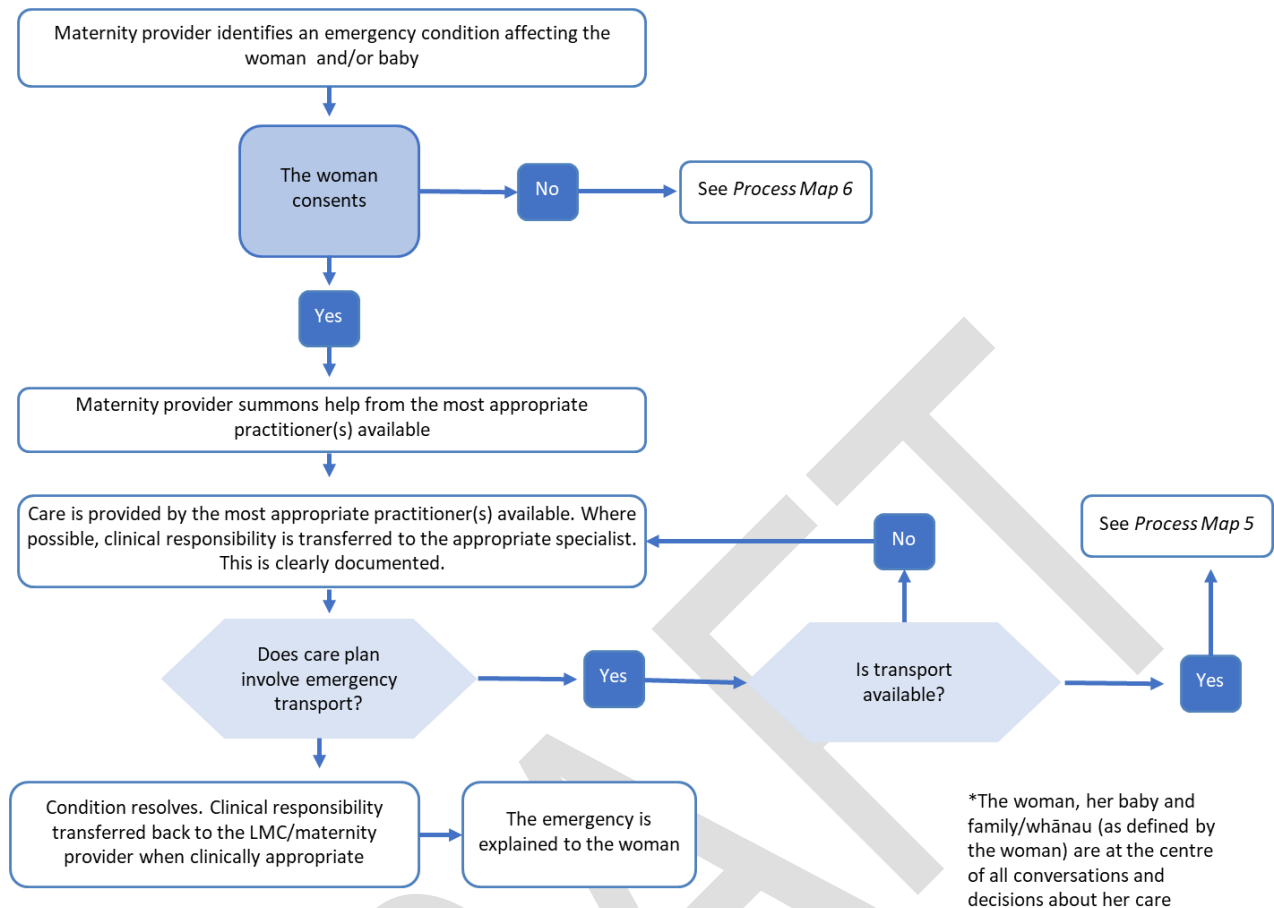 Maternity provider identifies an emergency condition affecting the
woman and/or baby
The woman
consents
No
See Process Map 6
Yes
Maternity provider summons help from the most appropriate
practitioner(s) available
Care is provided by the most appropriate practitioner(s) available. Where
possible, clinical responsibility is transferred to the appropriate specialist.
This is clearly documented.
No
See Process Map 5
Does care plan
involve emergency
transport?
Yes
Is transport
available?
Yes
Condition resolves. Clinical responsibility
transferred back to the LMC/maternity
provider when clinically appropriate
The emergency is
explained to the woman
*The woman, her baby and
family/whānau (as defined by
the woman) are at the centre
of all conversations and
decisions about her care